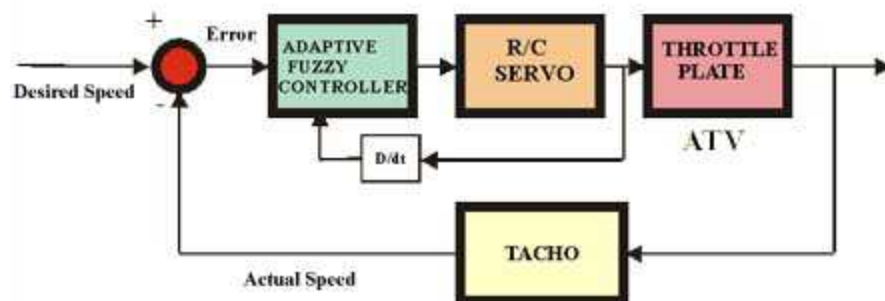 +
Error
Desired Speed
-
ADAPTIVE
FUZZY
CONTROLLER
R/C
SERVO
THROTTLE
PLATE
ATV
D/dt
TACHO
Actual Speed